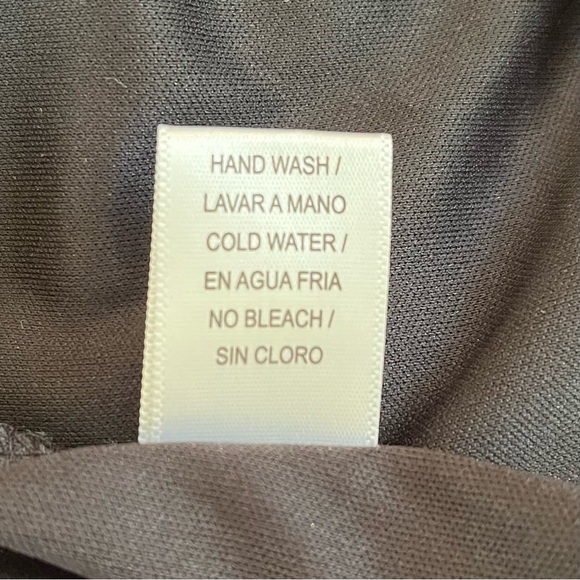 HAND WASH /
LAVAR A MANO
COLD WATER /
EN AGUA FRIA
NO BLEACH /
SIN CLORO